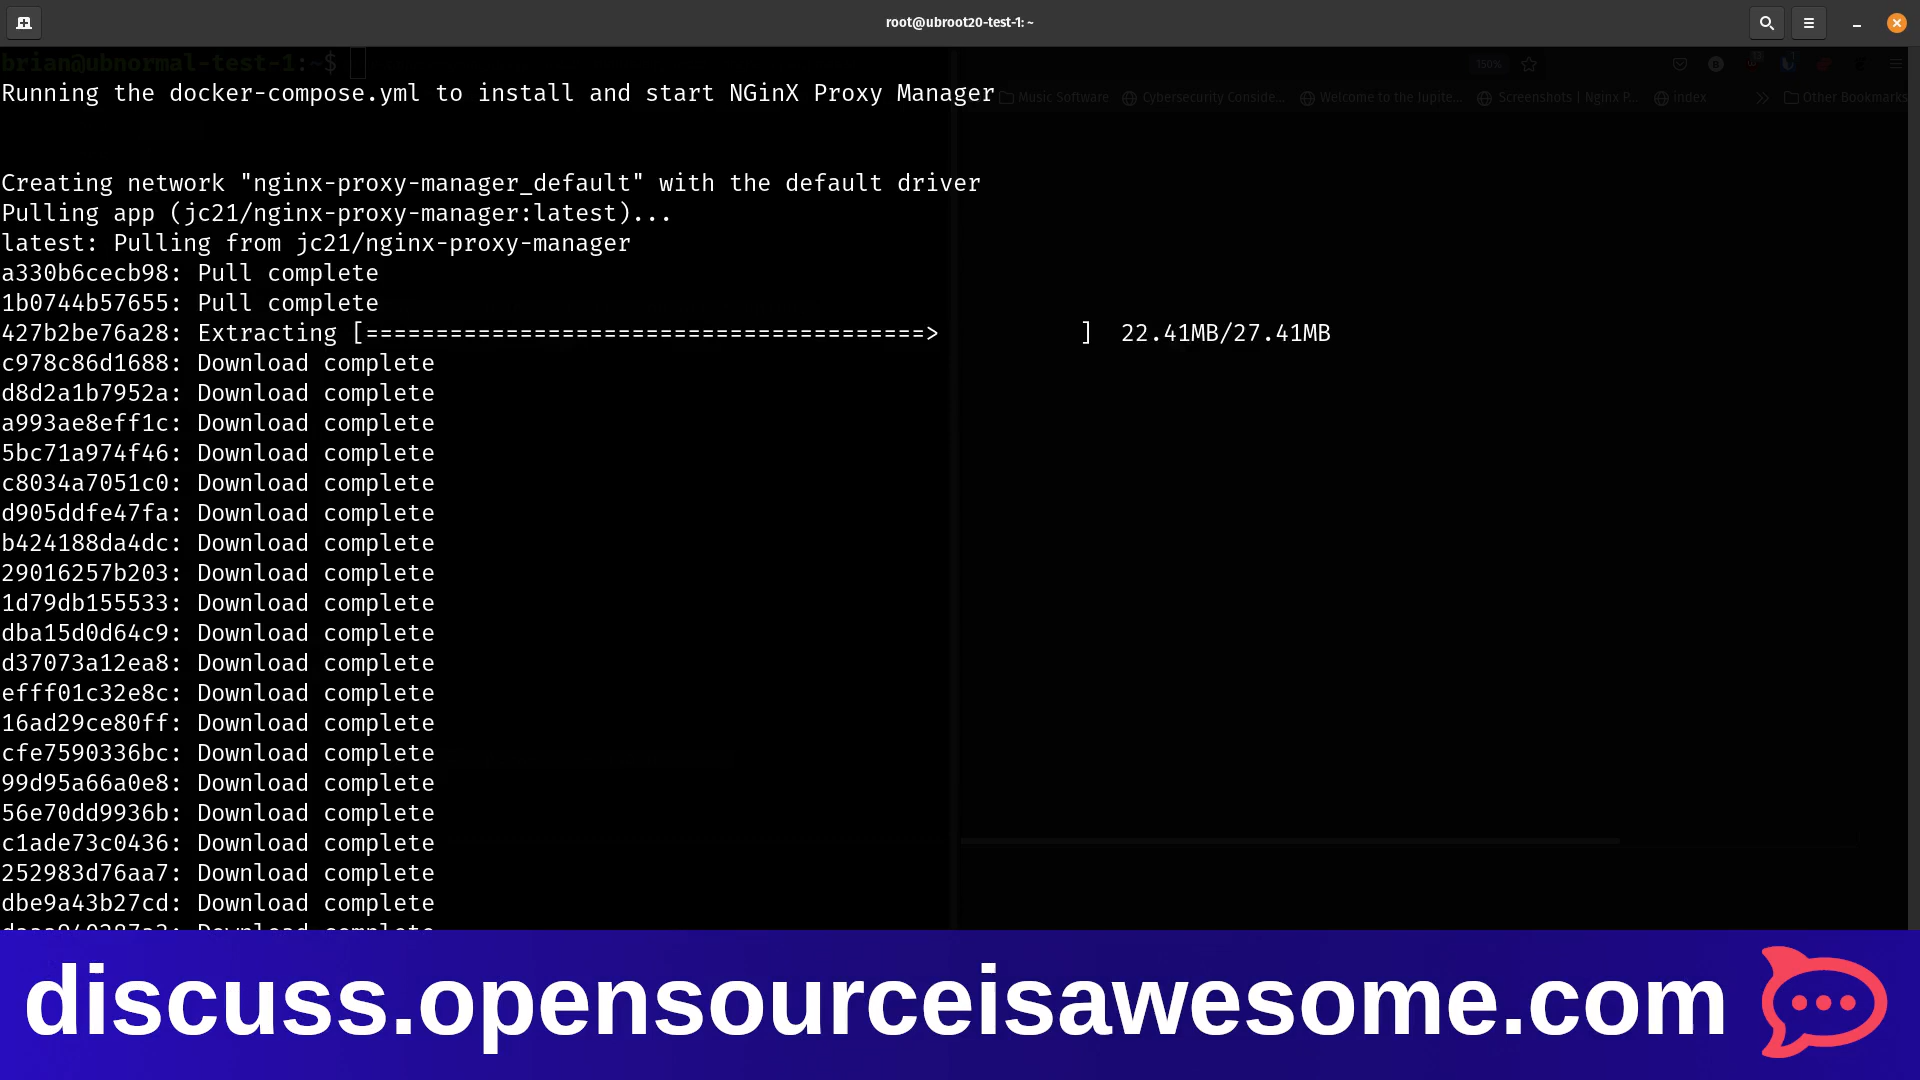 root@ubroot20-test-1: ~
brian@ubnormal-test-1:~$
150%
Running the docker-compose.yml to install and start NGinX Proxy Manager
Music Software
Cybersecurity Conside...
Welcome to the Jupite...
Screenshots | Nginx P...
index
Other Bookmarks
Creating network "nginx-proxy-manager_default" with the default driver
Pulling app (jc21/nginx-proxy-manager:latest)...
latest: Pulling from jc21/nginx-proxy-manager
a330b6cecb98: Pull complete
1b0744b57655: Pull complete
427b2be76a28: Extracting [========================================>          ]  22.41MB/27.41MB
c978c86d1688: Download complete
d8d2a1b7952a: Download complete
a993ae8eff1c: Download complete
5bc71a974f46: Download complete
c8034a7051c0: Download complete
d905ddfe47fa: Download complete
b424188da4dc: Download complete
29016257b203: Download complete
1d79db155533: Download complete
dba15d0d64c9: Download complete
d37073a12ea8: Download complete
efff01c32e8c: Download complete
16ad29ce80ff: Download complete
cfe7590336bc: Download complete
99d95a66a0e8: Download complete
56e70dd9936b: Download complete
c1ade73c0436: Download complete
252983d76aa7: Download complete
dbe9a43b27cd: Download complete
Download complete
discuss.opensourceisawesome.com